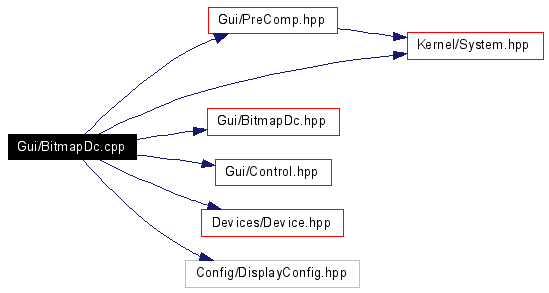 Gui/PreComp.hpp
Kernel/System.hpp
Gui/BitmapDc.hpp
Gui/BitmapDc.cpp
Gui/Control.hpp
Devices/Device.hpp
Config/DisplayConfig.hpp